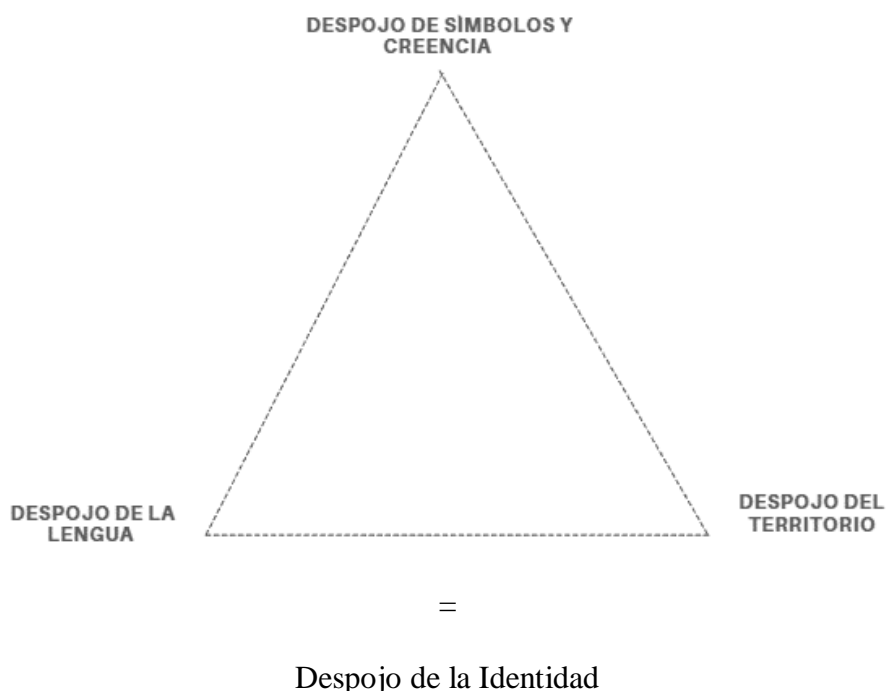 DESPOJO DE SÌMBOLOS Y
CREENCIA
DESPOJO DE LA
LENGUA
DESPOJO DEL
TERRITORIO
=
Despojo de la Identidad